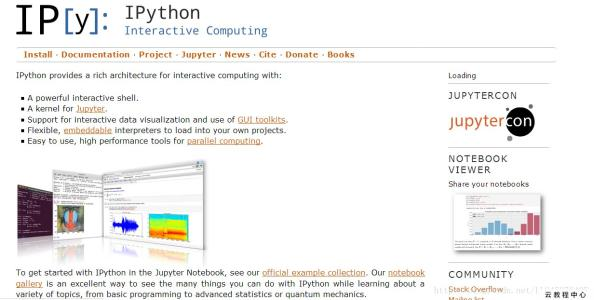 IP[y]:
IPython
Interactive Computing
Install · Documentation · Project · Jupyter · News · Cite · Donate · Books
IPython provides a rich architecture for interactive computing with:
A powerful interactive shell.
A kernel for Jupyter.
Support for interactive data visualization and use of GUI toolkits.
Flexible, embeddable interpreters to load into your own projects.
Easy to use, high performance tools for parallel computing.
To get started with IPython in the Jupyter Notebook, see our official example collection. Our notebook
gallery is an excellent way to see the many things you can do with IPython while learning about a
variety of topics, from basic programming to advanced statistics or quantum mechanics.
Loading
JUPYTERCON
jupytercon
NOTEBOOK
VIEWER
Share your notebooks
COMMUNITY
Stack Overflow
Mailing list
云教程中心